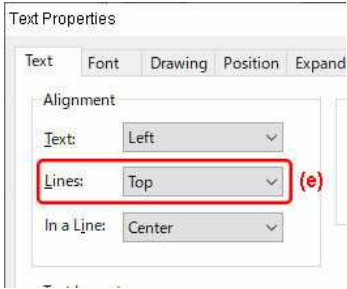 Text Properties
Text Font Drawing Position Expand
Alignment
Text: Left
Lines: Top (e)
In a Line: Center